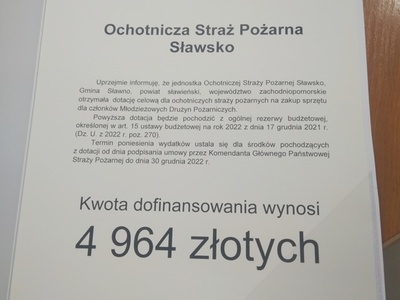 Ochotnicza Straż Pożarna
Sławsko
Uprzejmie informuję, że jednostka Ochotniczej Straży Pożarnej Sławsko,
Gmina Sławno, powiat sławieński, województwo zachodniopomorskie
otrzymała dotację celową dla ochotniczych straży pożarnych na zakup sprzętu
dla członków Młodzieżowych Drużyn Pożarniczych.
Powyższa dotacja będzie pochodzić z ogólnej rezerwy budżetowej,
określonej w art. 15 ustawy budżetowej na rok 2022 z dnia 17 grudnia 2021 r.
(Dz. U. z 2022 r. poz. 270).
Termin poniesienia wydatków ustala się dla środków pochodzących
z dotacji od dnia podpisania umowy przez Komendanta Głównego Państwowej
Straży Pożarnej do dnia 30 grudnia 2022 r.
Kwota dofinansowania wynosi
4 964 złotych